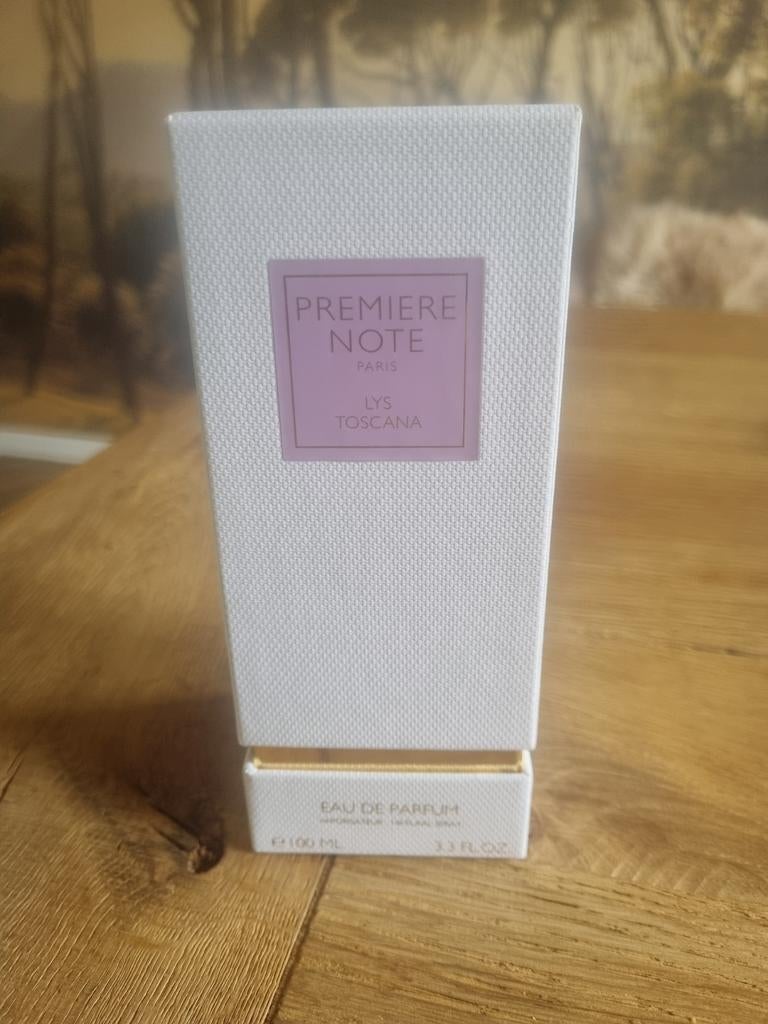 PREMIERE
NOTE
PARIS
LYS
TOSCANA
EAU DE PARFUM
VAPORISATEUR · NATURAL SPRAY
℮100 ML 3.3 FL.OZ.